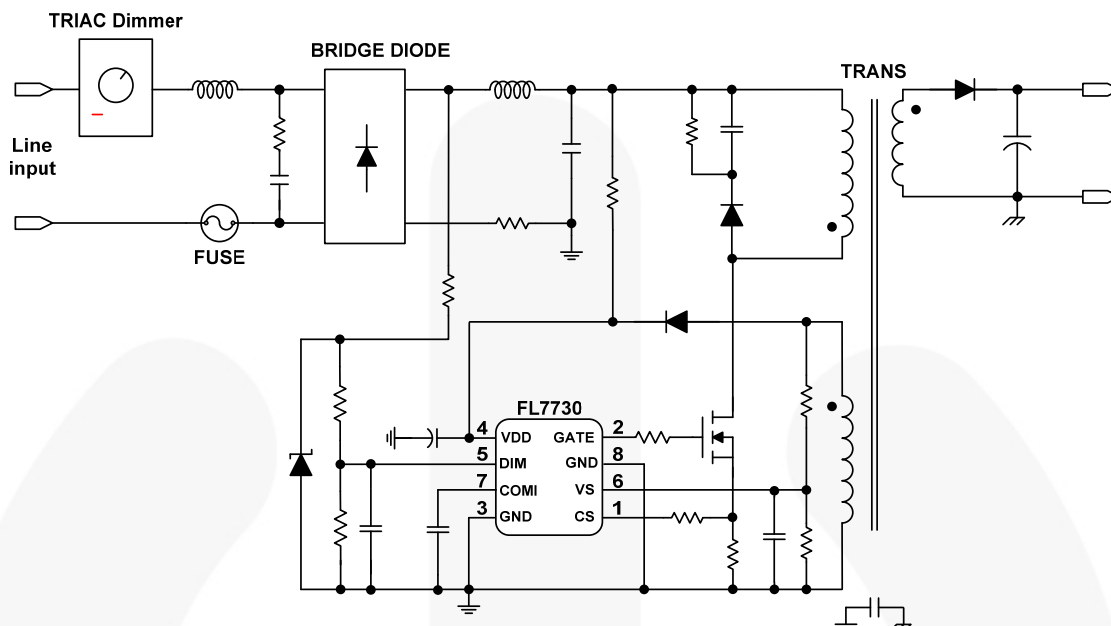 TRIAC Dimmer
BRIDGE DIODE
TRANS
Line
input
FUSE
FL7730
4 VDD GATE 2
5 DIM GND 8
7 COMI VS 6
3 GND CS 1